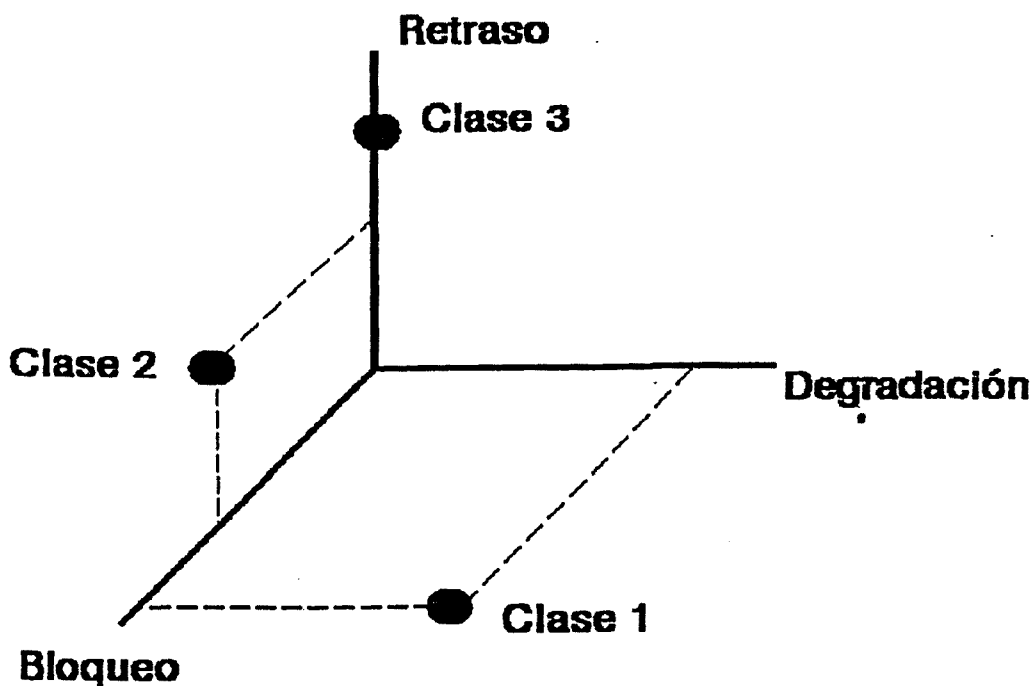 Retraso
Clase 3
Clase 2
Degradación
Clase 1
Bloqueo